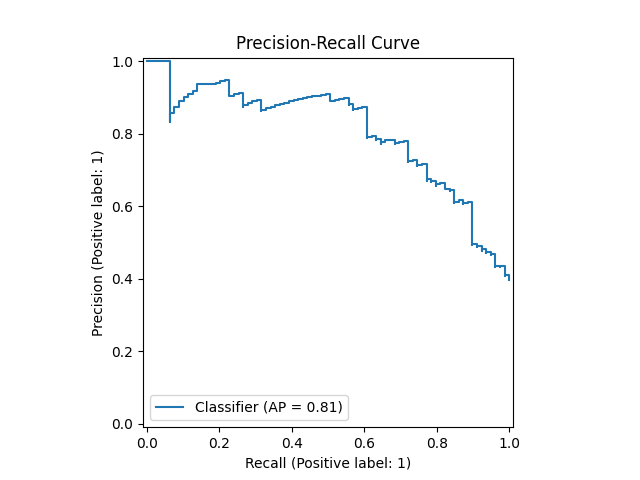 Precision-Recall Curve
1.0
0.8
0.6
0.4
0.2
0.0
Precision (Positive label: 1)
Classifier (AP = 0.81)
0.0 0.2 0.4 0.6 0.8 1.0
Recall (Positive label: 1)